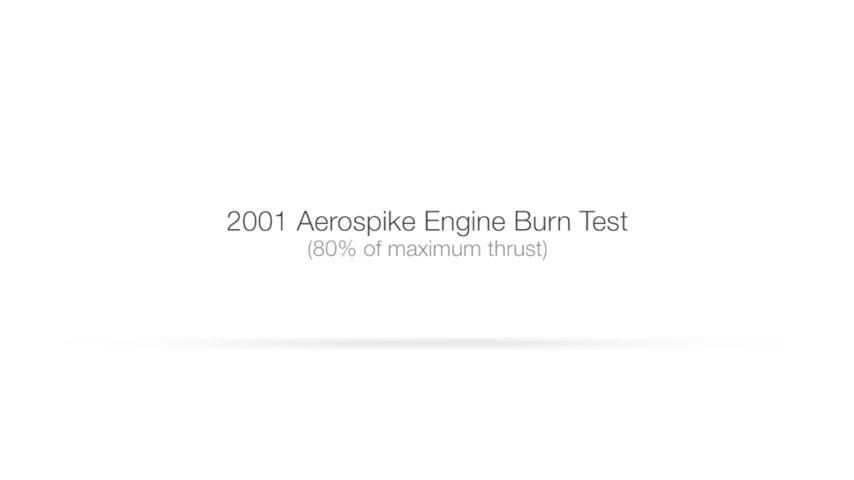 2001 Aerospike Engine Burn Test
(80% of maximum thrust)